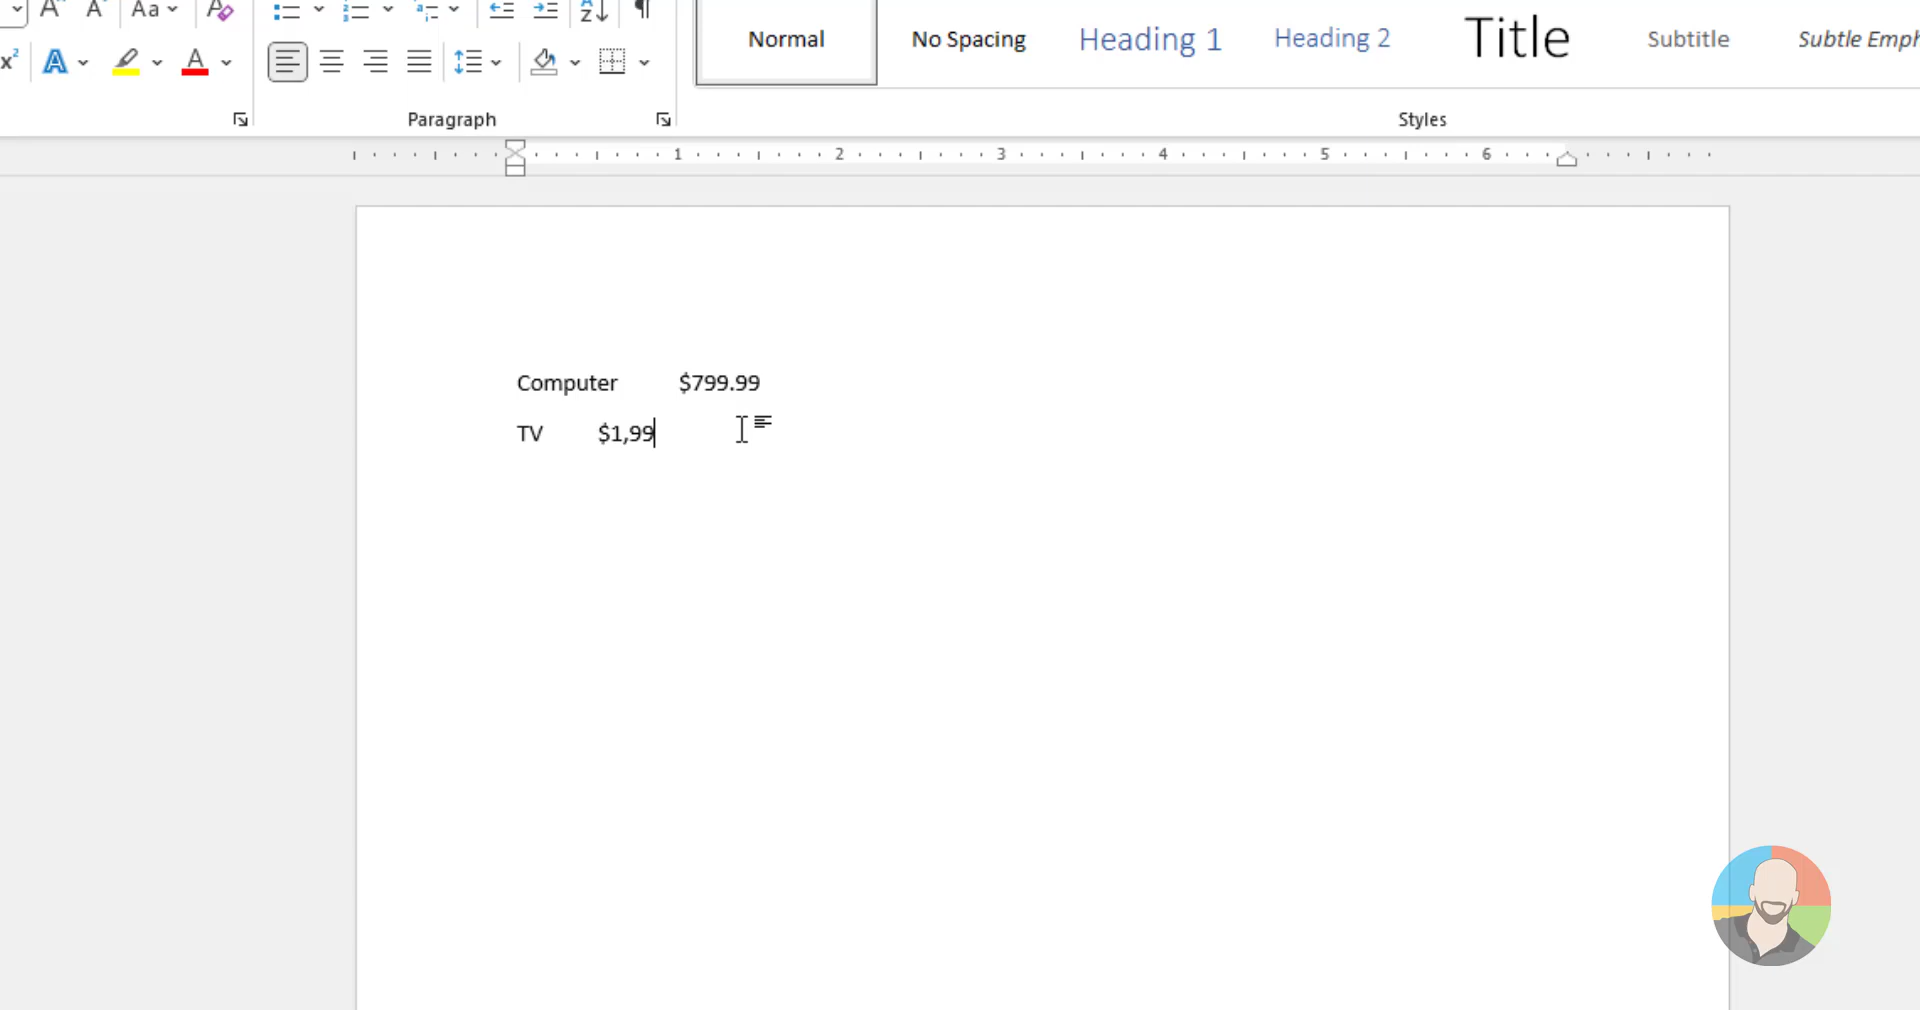 Aa
A
x²
A
A
Normal
No Spacing
Heading 1
Heading 2
Title
Subtitle
Subtle Emph
Paragraph
Styles
1 2 3 4 5 6
Computer $799.99
TV $1,99